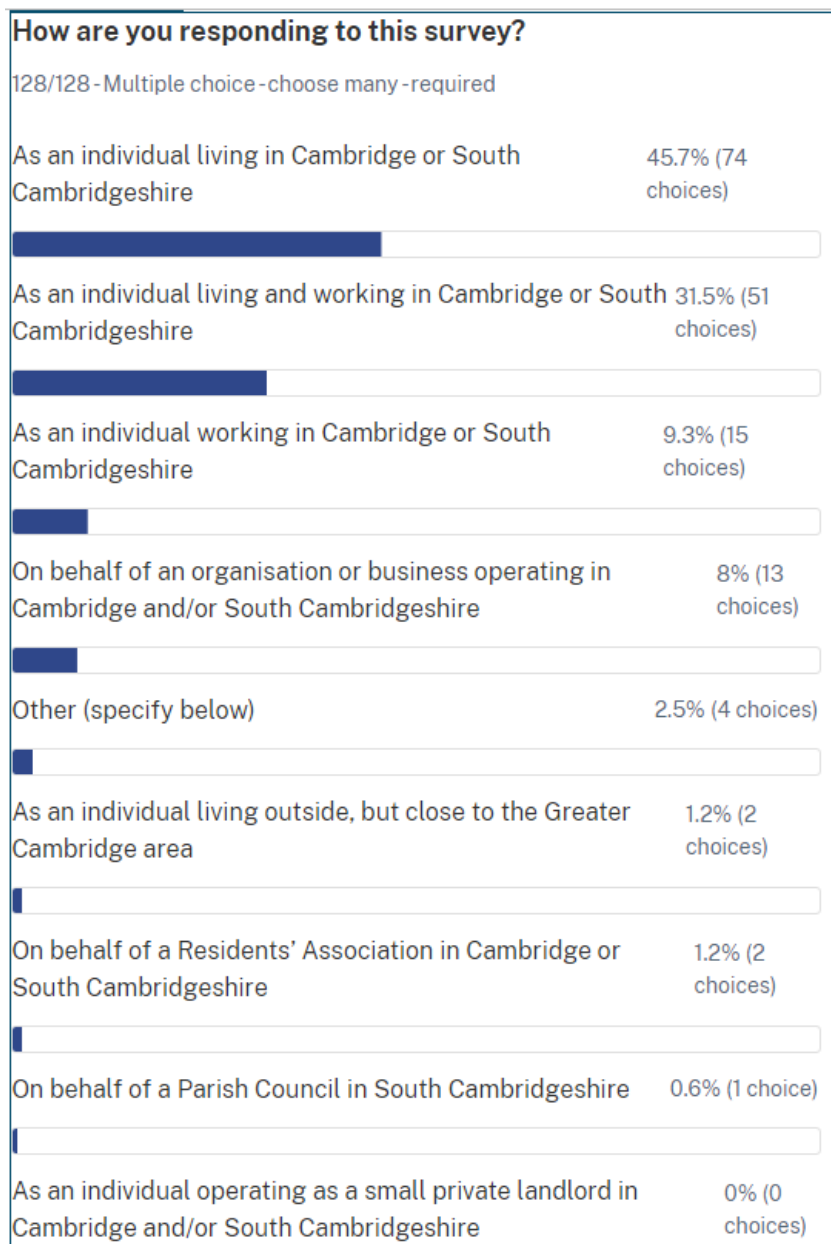 How are you responding to this survey?
128/128 - Multiple choice - choose many - required
As an individual living in Cambridge or South
Cambridgeshire
45.7% (74
choices)
As an individual living and working in Cambridge or South
Cambridgeshire
31.5% (51
choices)
As an individual working in Cambridge or South
Cambridgeshire
9.3% (15
choices)
On behalf of an organisation or business operating in
Cambridge and/or South Cambridgeshire
8% (13
choices)
Other (specify below)
2.5% (4 choices)
As an individual living outside, but close to the Greater
Cambridge area
1.2% (2
choices)
On behalf of a Residents’ Association in Cambridge or
South Cambridgeshire
1.2% (2
choices)
On behalf of a Parish Council in South Cambridgeshire
0.6% (1 choice)
As an individual operating as a small private landlord in
Cambridge and/or South Cambridgeshire
0% (0
choices)